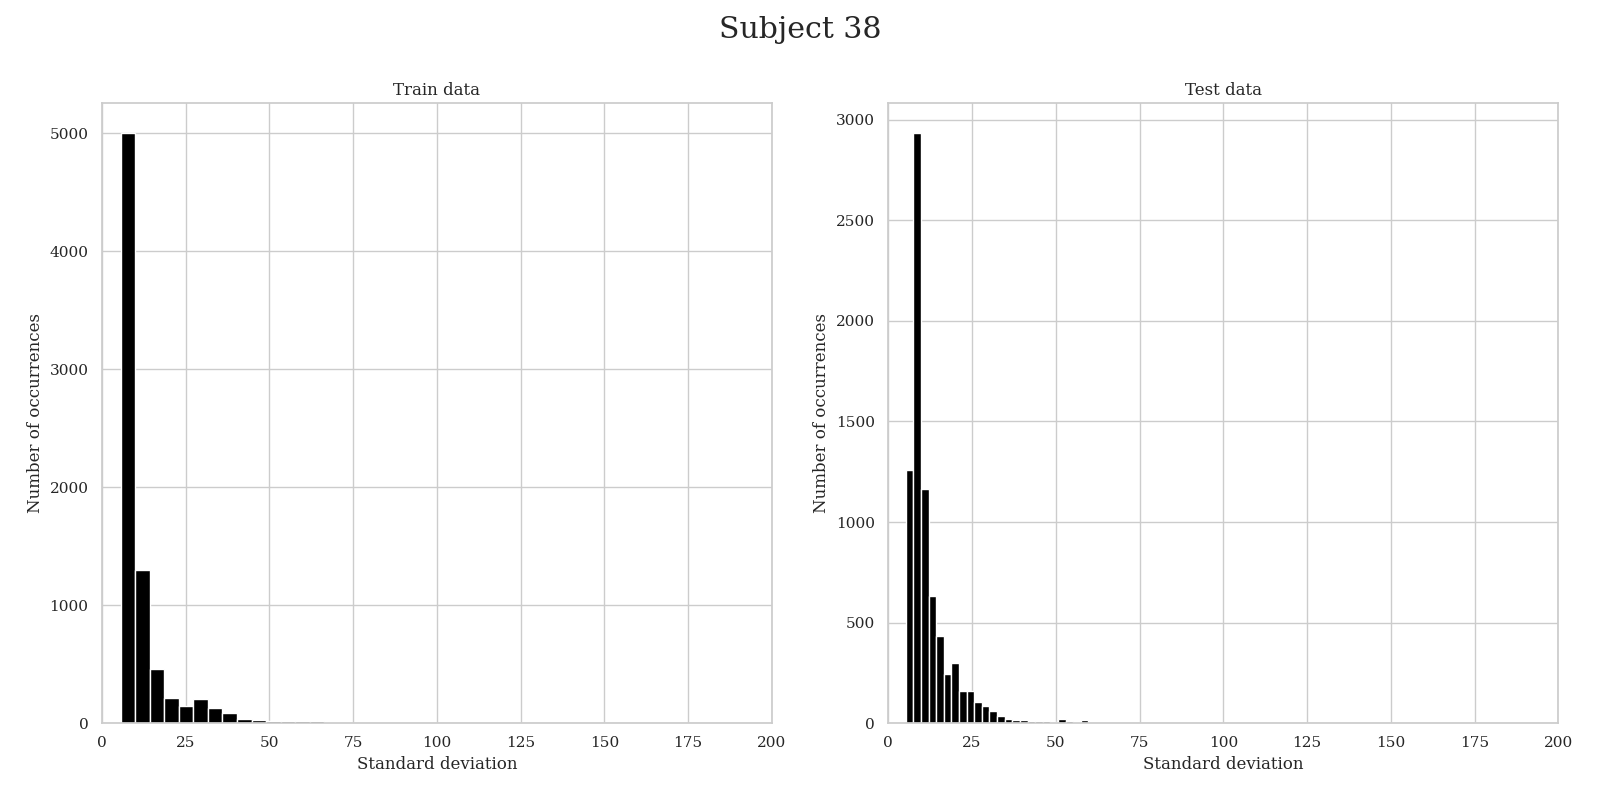 Subject 38
Train data
5000
4000
3000
2000
1000
0
Number of occurrences
0 25 50 75 100 125 150 175 200
Standard deviation
Test data
3000
2500
2000
1500
1000
500
0
Number of occurrences
0 25 50 75 100 125 150 175 200
Standard deviation